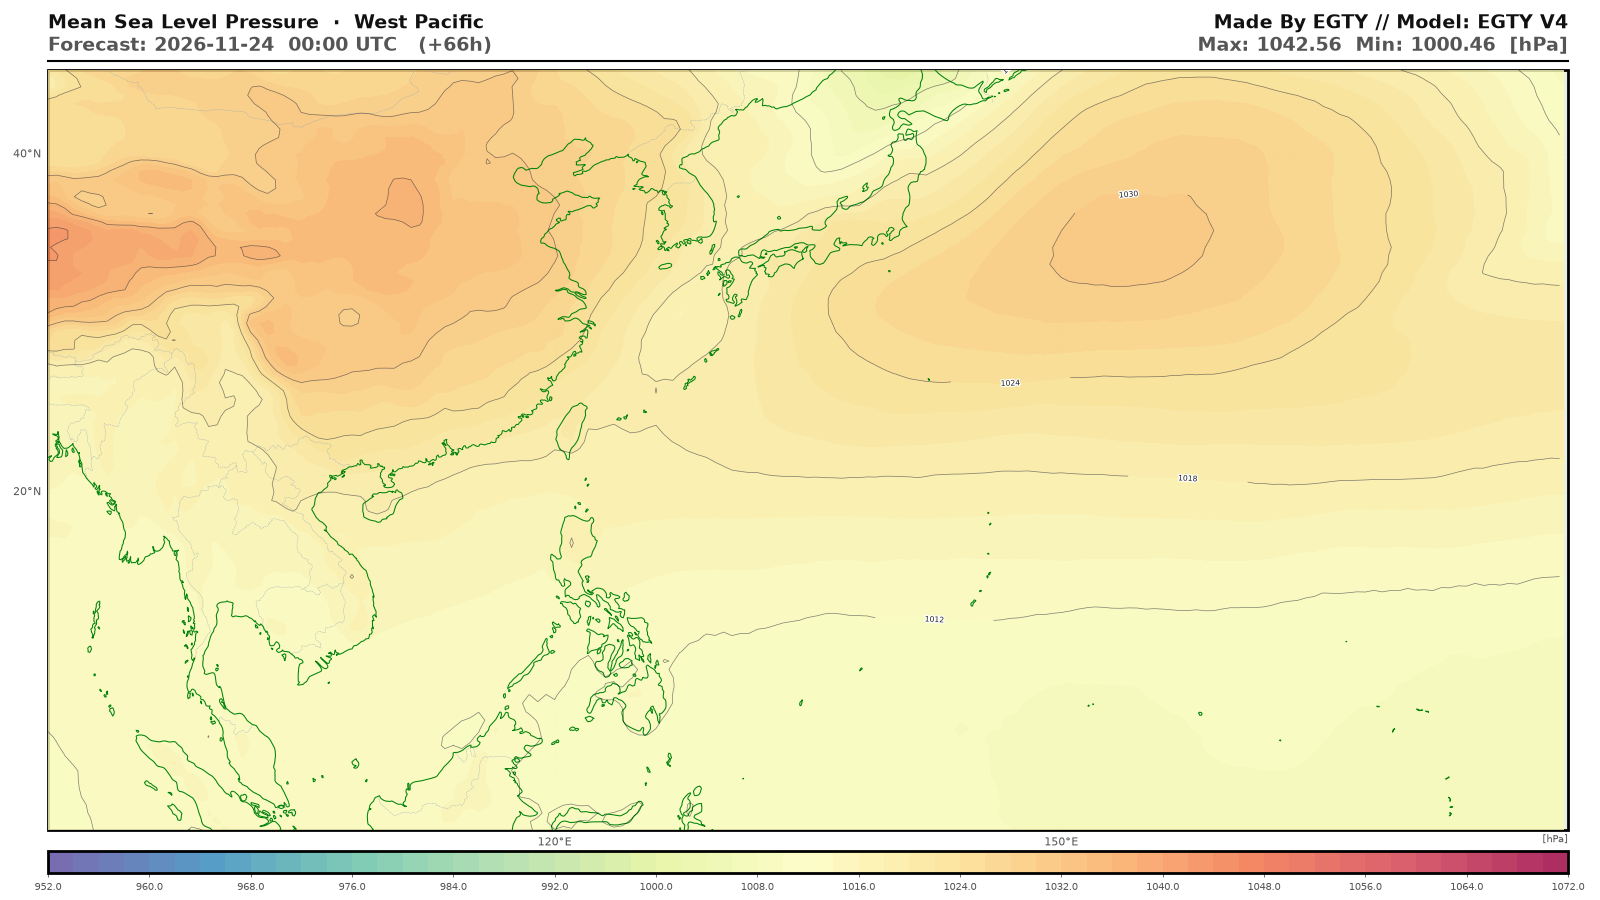 Mean Sea Level Pressure · West Pacific
Made By EGTY // Model: EGTY V4
Forecast: 2026-11-24 00:00 UTC (+66h)
Max: 1042.56 Min: 1000.46 [hPa]
40°N
1030
1024
1018
20°N
1012
120°E
150°E
[hPa]
952.0 960.0 968.0 976.0 984.0 992.0 1000.0 1008.0 1016.0 1024.0 1032.0 1040.0 1048.0 1056.0 1064.0 1072.0